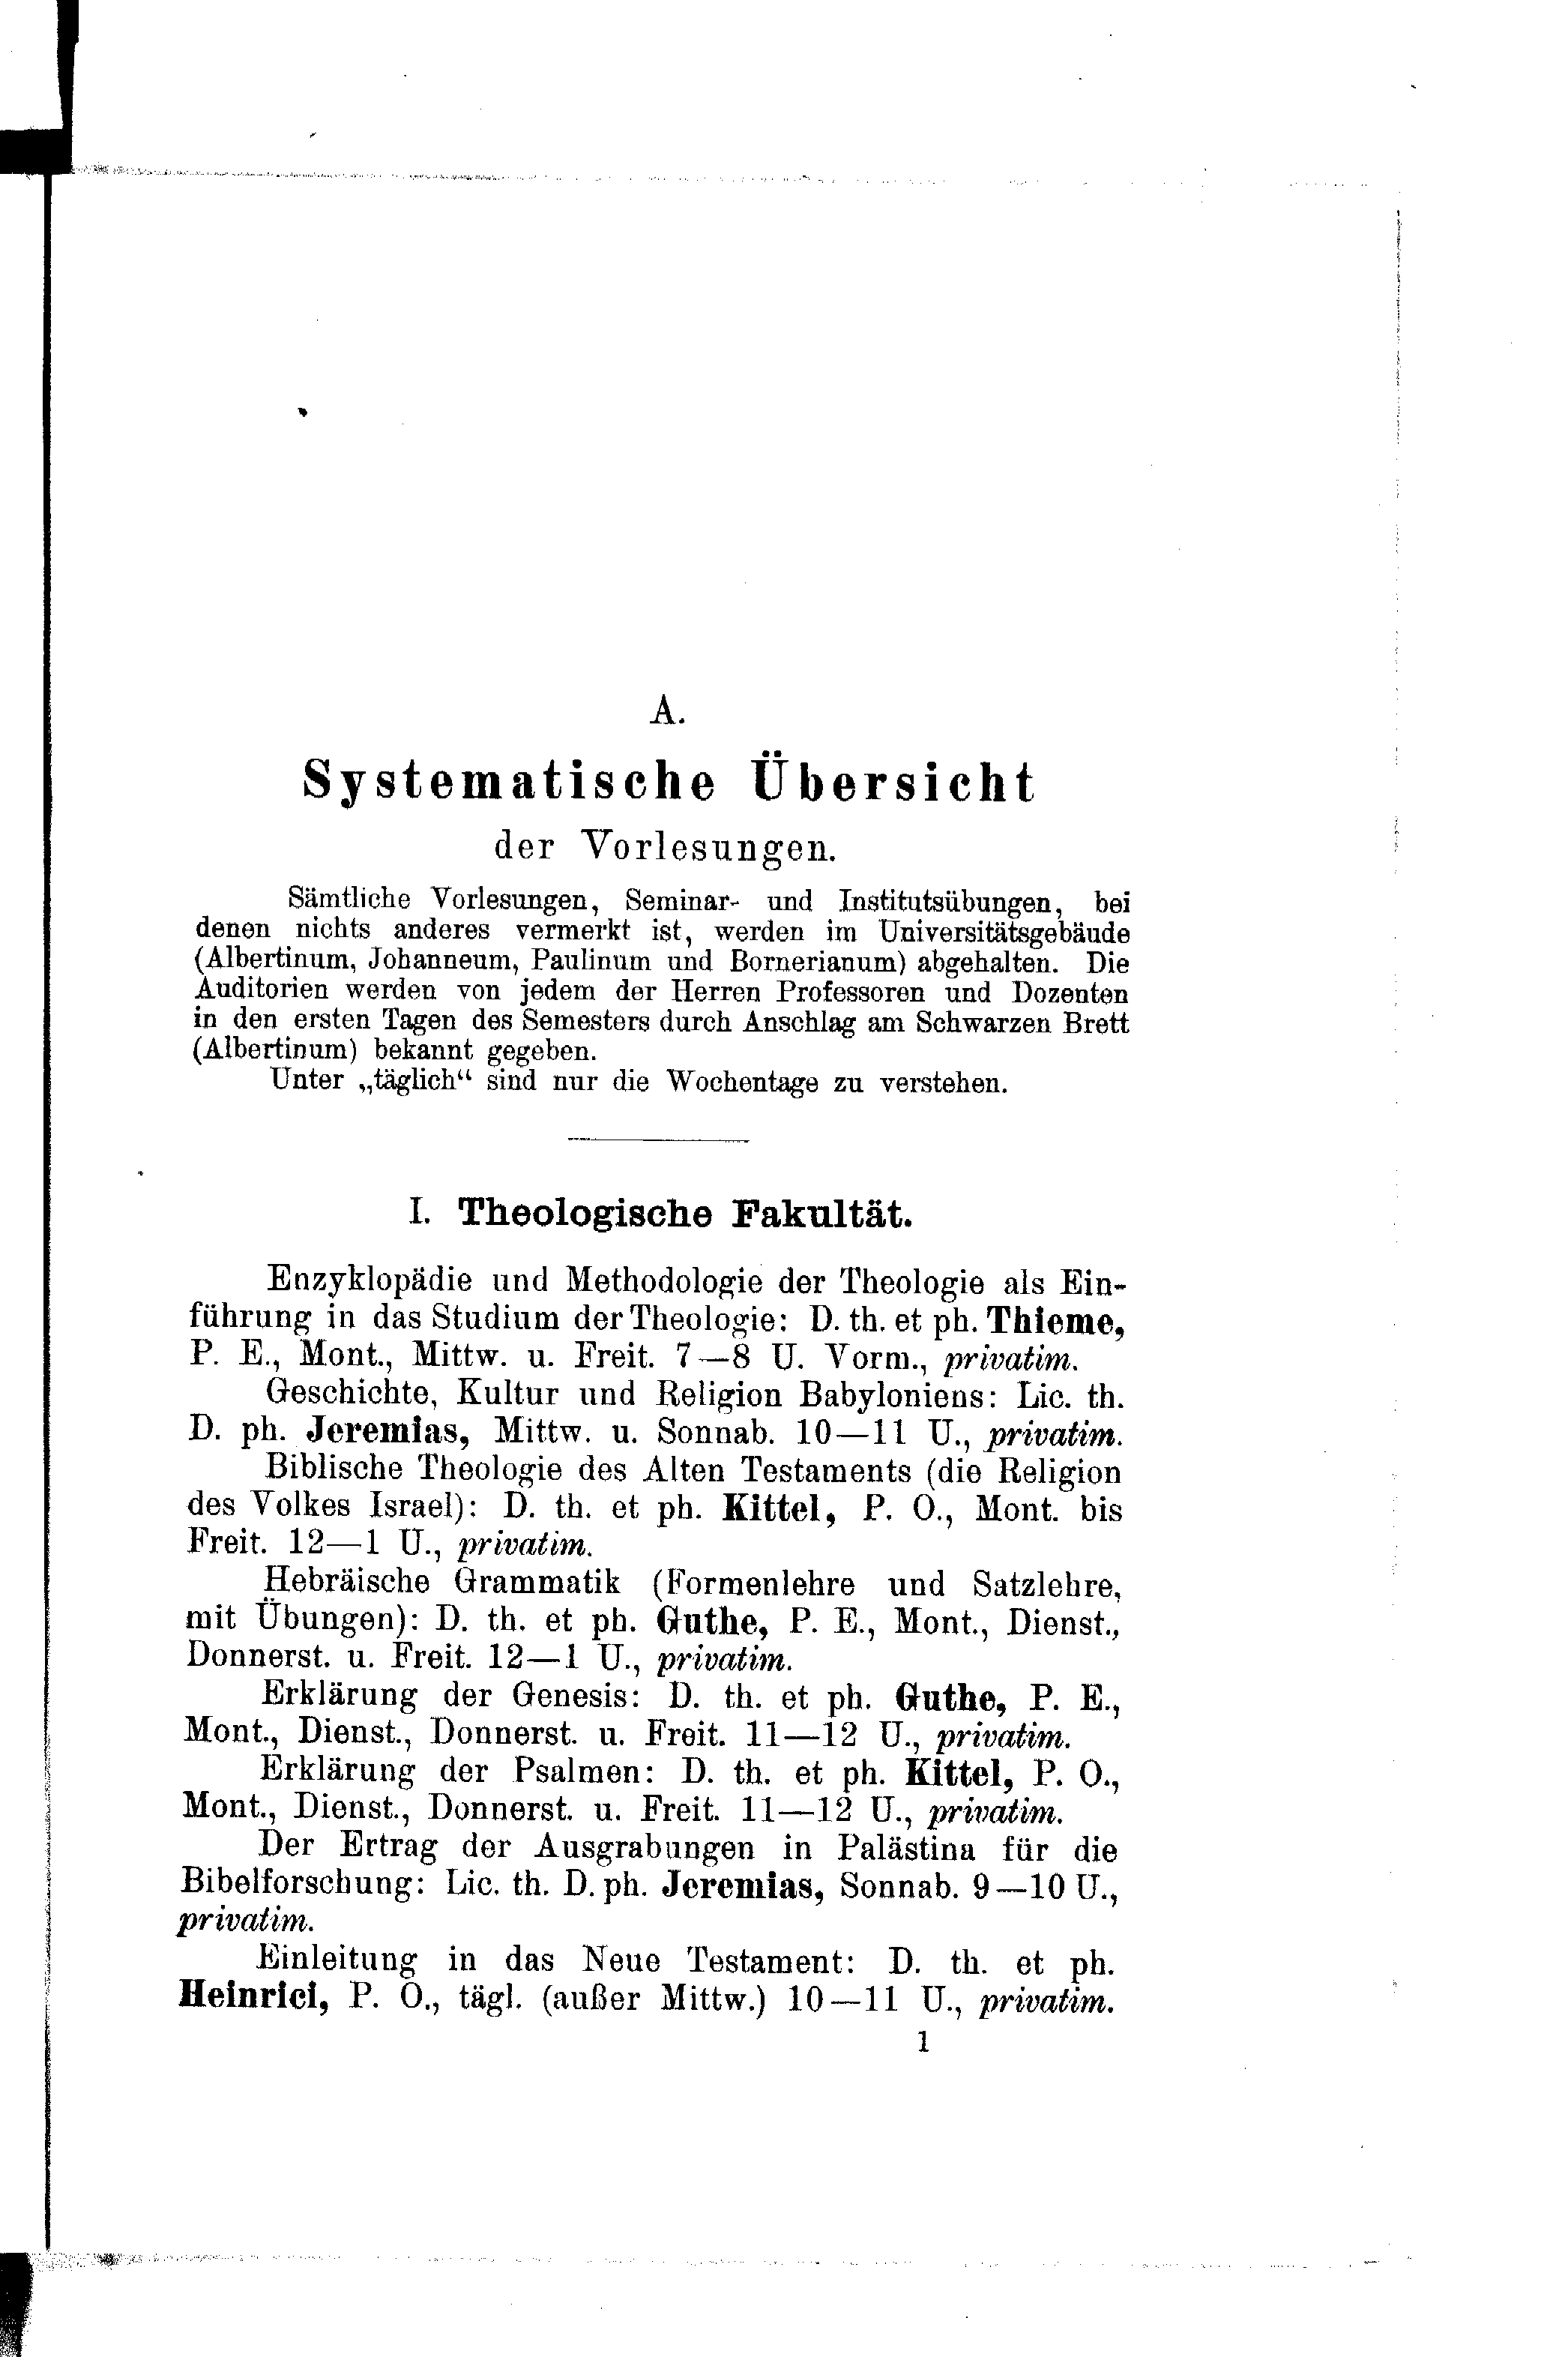 A.
Systematische Übersicht
der Vorlesungen.
Sämtliche Vorlesungen, Seminar- und Institutsübungen, bei
denen nichts anderes vermerkt ist, werden im Universitätsgebäude
(Albertinum, Johanneum, Paulinum und Bornerianum) abgehalten. Die
Auditorien werden von jedem der Herren Professoren und Dozenten
in den ersten Tagen des Semesters durch Anschlag am Schwarzen Brett
(Albertinum) bekannt gegeben.
Unter „täglich“ sind nur die Wochentage zu verstehen.
I. Theologische Fakultät.
Enzyklopädie und Methodologie der Theologie als Ein-
führung in das Studium der Theologie: D. th. et ph. Thieme,
P. E., Mont., Mittw. u. Freit. 7—8 U. Vorm., privatim.
Geschichte, Kultur und Religion Babyloniens: Lic. th.
D. ph. Jeremias, Mittw. u. Sonnab. 10—11 U., privatim.
Biblische Theologie des Alten Testaments (die Religion
des Volkes Israel): D. th. et ph. Kittel, P. O., Mont. bis
Freit. 12—1 U., privatim.
Hebräische Grammatik (Formenlehre und Satzlehre,
mit Übungen): D. th. et ph. Guthe, P. E., Mont., Dienst.,
Donnerst. u. Freit. 12—1 U., privatim.
Erklärung der Genesis: D. th. et ph. Guthe, P. E.,
Mont., Dienst., Donnerst. u. Freit. 11—12 U., privatim.
Erklärung der Psalmen: D. th. et ph. Kittel, P. O.,
Mont., Dienst., Donnerst. u. Freit. 11—12 U., privatim.
Der Ertrag der Ausgrabungen in Palästina für die
Bibelforschung: Lic. th. D. ph. Jeremias, Sonnab. 9—10 U.,
privatim.
Einleitung in das Neue Testament: D. th. et ph.
Heinrici, P. O., tägl. (außer Mittw.) 10—11 U., privatim.
1